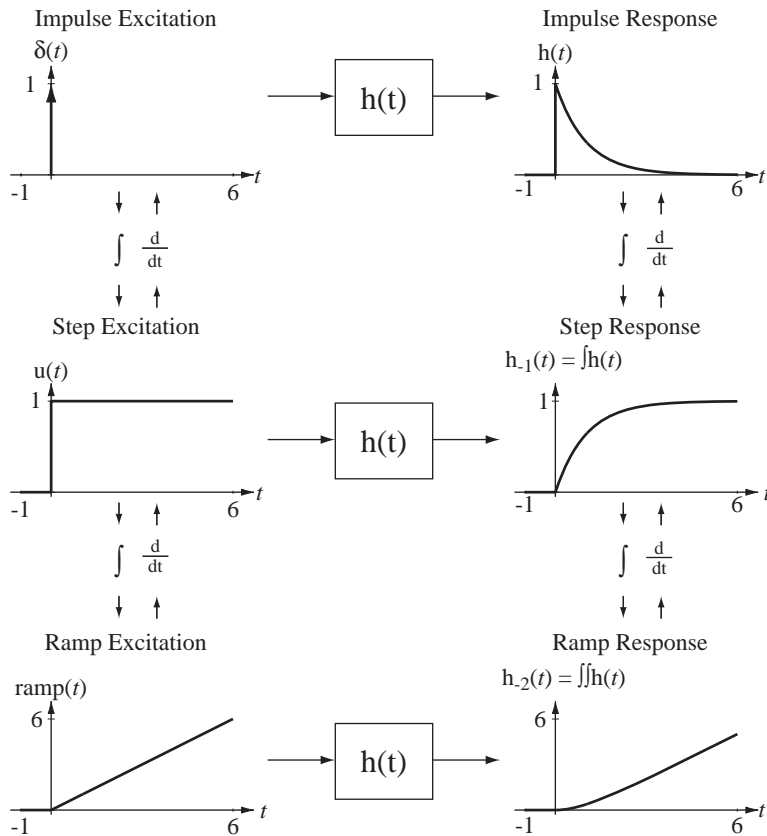 Impulse Excitation
Impulse Response
δ(t)
h(t)
h(t)
1
1
-1
6
t
-1
6
t
∫
d
dt
∫
d
dt
Step Excitation
Step Response
u(t)
h-1(t) = ∫h(t)
1
h(t)
1
-1
6
t
-1
6
t
∫
d
dt
∫
d
dt
Ramp Excitation
Ramp Response
ramp(t)
h-2(t) = ∫∫h(t)
6
h(t)
6
-1
6
t
-1
6
t